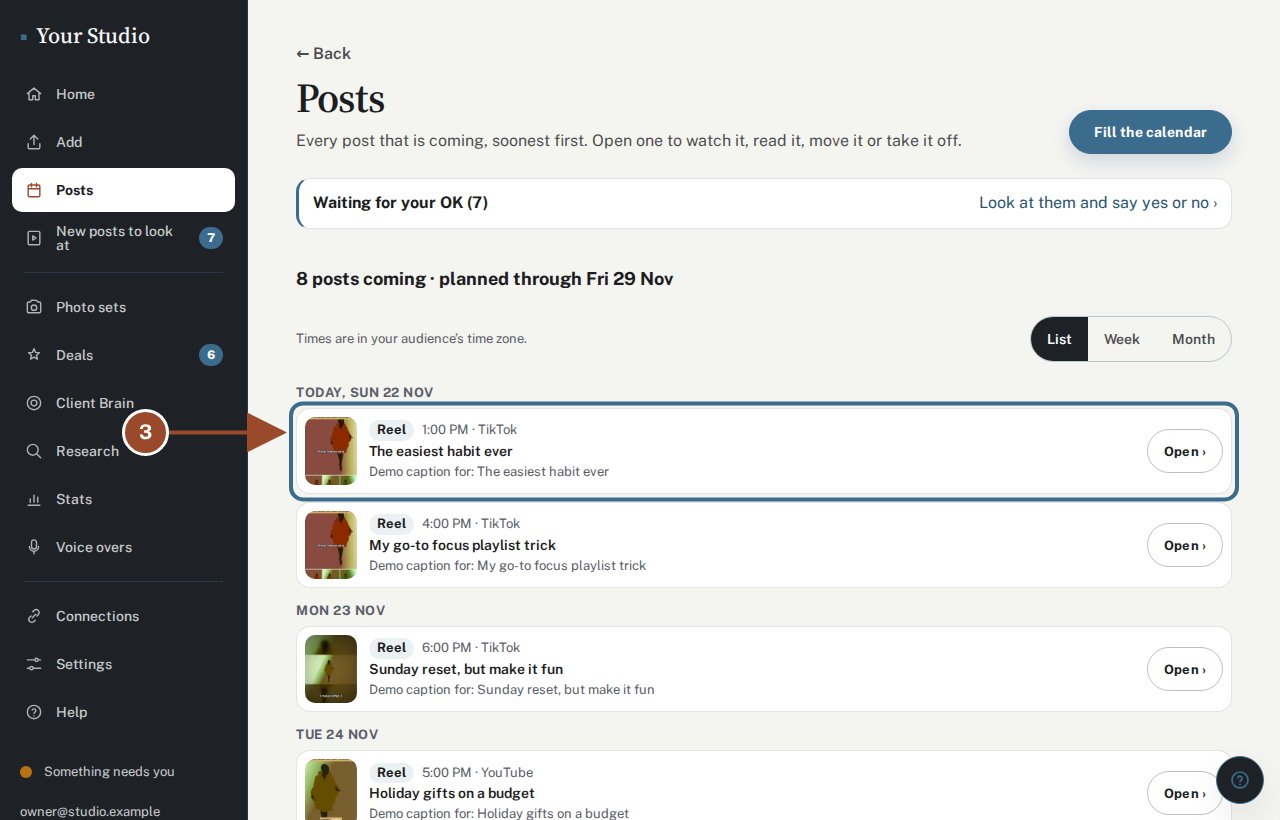 Your Studio
Home
Add
Posts
New posts to look
at
7
Photo sets
Deals
6
Client Brain
3
Research
Stats
Voice overs
Connections
Settings
Help
Something needs you
owner@studio.example
← Back
Posts
Every post that is coming, soonest first. Open one to watch it, read it, move it or take it off.
Fill the calendar
Waiting for your OK (7)
Look at them and say yes or no ›
8 posts coming · planned through Fri 29 Nov
Times are in your audience's time zone.
List
Week
Month
TODAY, SUN 22 NOV
Reel
1:00 PM · TikTok
The easiest habit ever
Demo caption for: The easiest habit ever
Open ›
Reel
4:00 PM · TikTok
My go-to focus playlist trick
Demo caption for: My go-to focus playlist trick
Open ›
MON 23 NOV
Reel
6:00 PM · TikTok
Sunday reset, but make it fun
Demo caption for: Sunday reset, but make it fun
Open ›
TUE 24 NOV
Reel
5:00 PM · YouTube
Holiday gifts on a budget
Demo caption for: Holiday gifts on a budget
Open ›